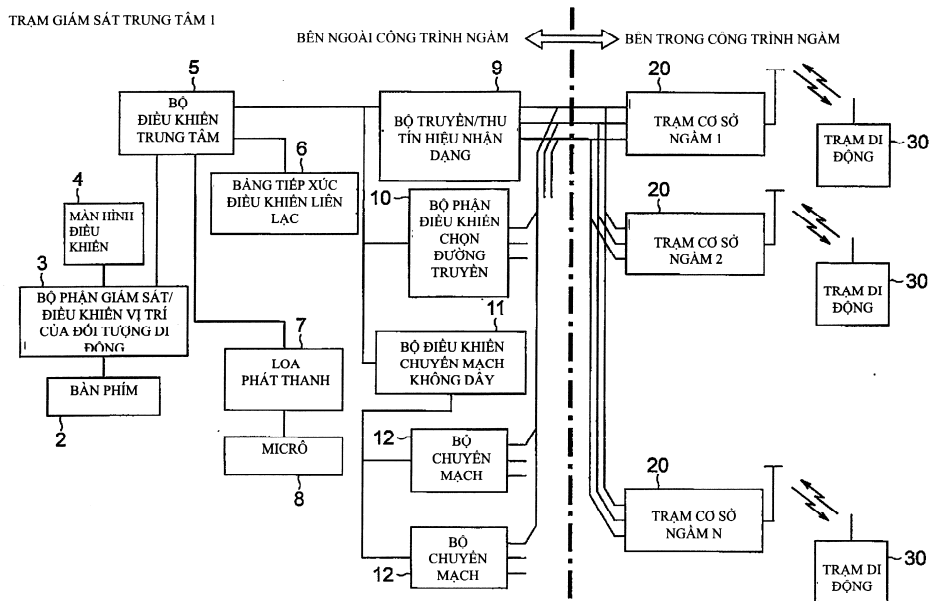 TRẠM GIÁM SÁT TRUNG TÂM 1
BÊN NGOÀI CÔNG TRÌNH NGẦM
BÊN TRONG CÔNG TRÌNH NGẦM
5
BỘ
ĐIỀU KHIỂN
TRUNG TÂM
9
BỘ TRUYỀN/THU
TÍN HIỆU NHẬN
DẠNG
20
TRẠM CƠ SỞ
NGẦM 1
TRẠM DI
ĐỘNG
30
6
BẢNG TIẾP XÚC
ĐIỀU KHIỂN LIÊN
LẠC
4
MÀN HÌNH
ĐIỀU
KHIỂN
10
BỘ PHẬN
ĐIỀU KHIỂN
CHỌN
ĐƯỜNG
TRUYỀN
20
TRẠM CƠ SỞ
NGẦM 2
TRẠM DI
ĐỘNG
30
3
BỘ PHẬN GIÁM SÁT/
ĐIỀU KHIỂN VỊ TRÍ
CỦA ĐỐI TƯỢNG DI
ĐỘNG
7
LOA
PHÁT THANH
11
BỘ ĐIỀU KHIỂN
CHUYỂN MẠCH
KHÔNG DÂY
BÀN PHÍM
2
MICRÔ
8
12
BỘ
CHUYỂN
MẠCH
20
TRẠM CƠ SỞ
NGẦM N
12
BỘ
CHUYỂN
MẠCH
TRẠM DI
ĐỘNG
30